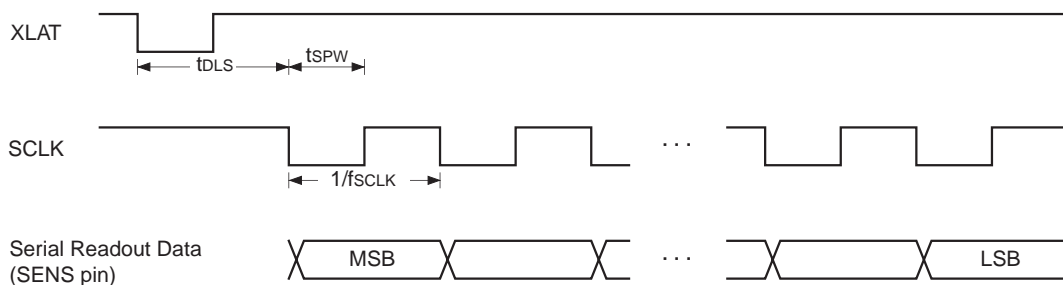 XLAT
tDLS
tSPW
SCLK
. . .
1/fSCLK
Serial Readout Data
(SENS pin)
MSB
. . .
LSB